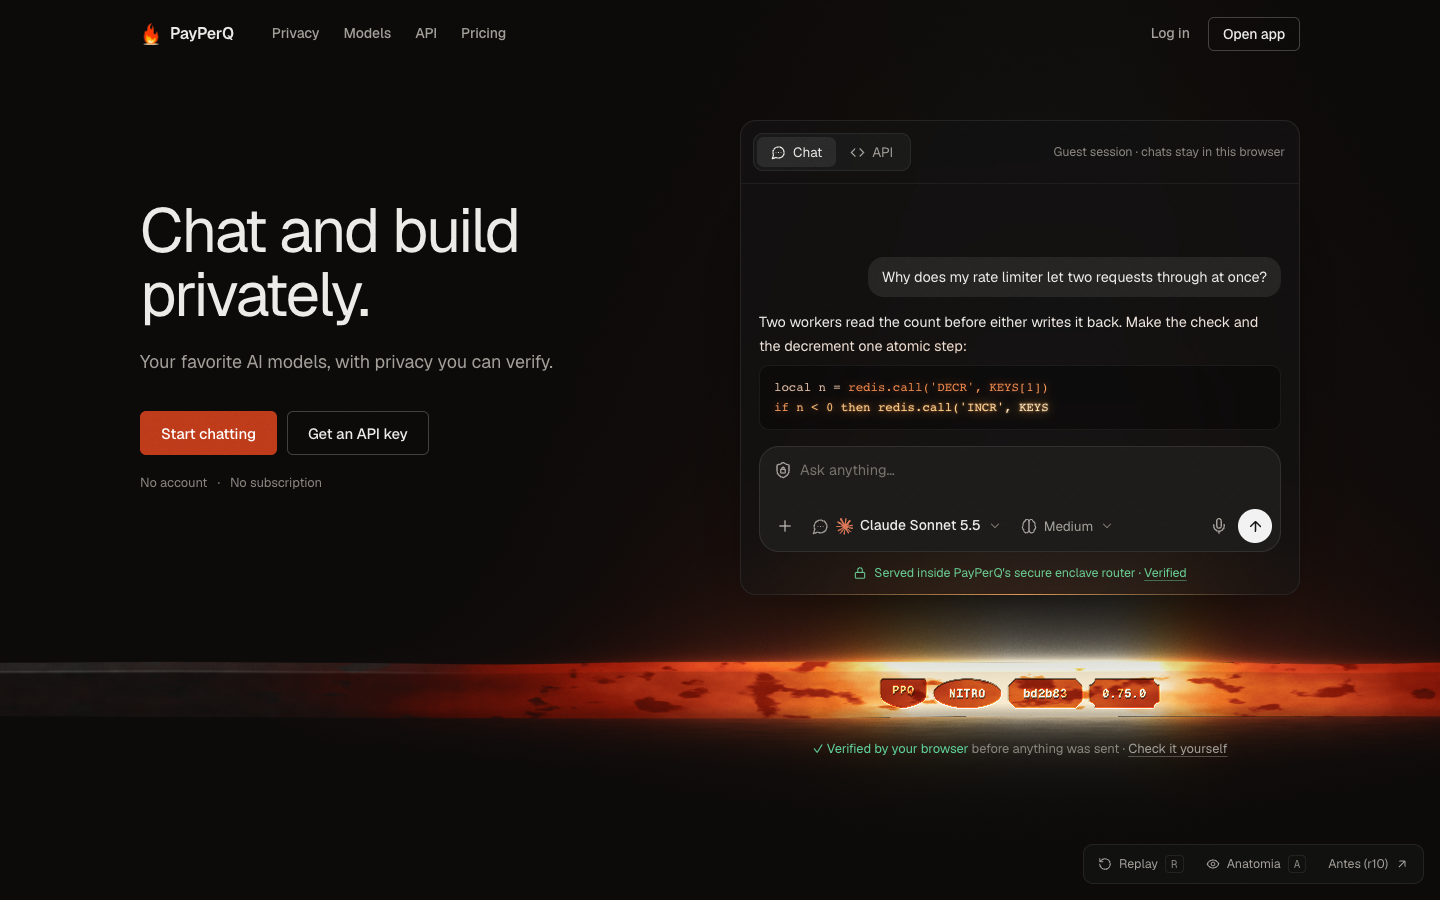 PayPerQ Privacy Models API Pricing Log in Open app
Chat API Guest session · chats stay in this browser
Chat and build
privately.
Your favorite AI models, with privacy you can verify.
Start chatting Get an API key
No account · No subscription
Why does my rate limiter let two requests through at once?
Two workers read the count before either writes it back. Make the check and
the decrement one atomic step:
local n = redis.call('DECR', KEYS[1])
if n < 0 then redis.call('INCR', KEYS
Ask anything...
Claude Sonnet 5.5 Medium
Served inside PayPerQ's secure enclave router · Verified
PPQ NITRO bd2b83 0.75.0
✓ Verified by your browser before anything was sent · Check it yourself
Replay R Anatomia A Antes (r10) ↗